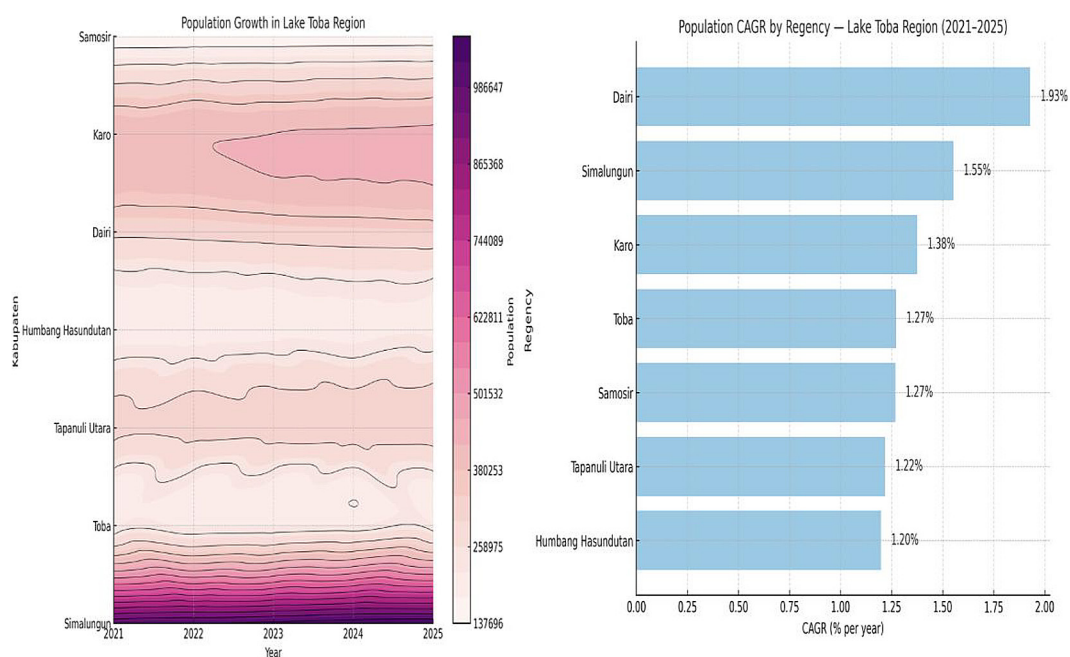 Population Growth in Lake Toba Region
Samosir
Karo
Dairi
Humbang Hasundutan
Tapanuli Utara
Toba
Simalungun
Kabupaten
2021 2022 2023 2024 2025
Year
986647
865368
744089
622811
501532
380253
258975
137696
Population
Regency
Population CAGR by Regency — Lake Toba Region (2021–2025)
Dairi 1.93%
Simalungun 1.55%
Karo 1.38%
Toba 1.27%
Samosir 1.27%
Tapanuli Utara 1.22%
Humbang Hasundutan 1.20%
0.00 0.25 0.50 0.75 1.00 1.25 1.50 1.75 2.00
CAGR (% per year)